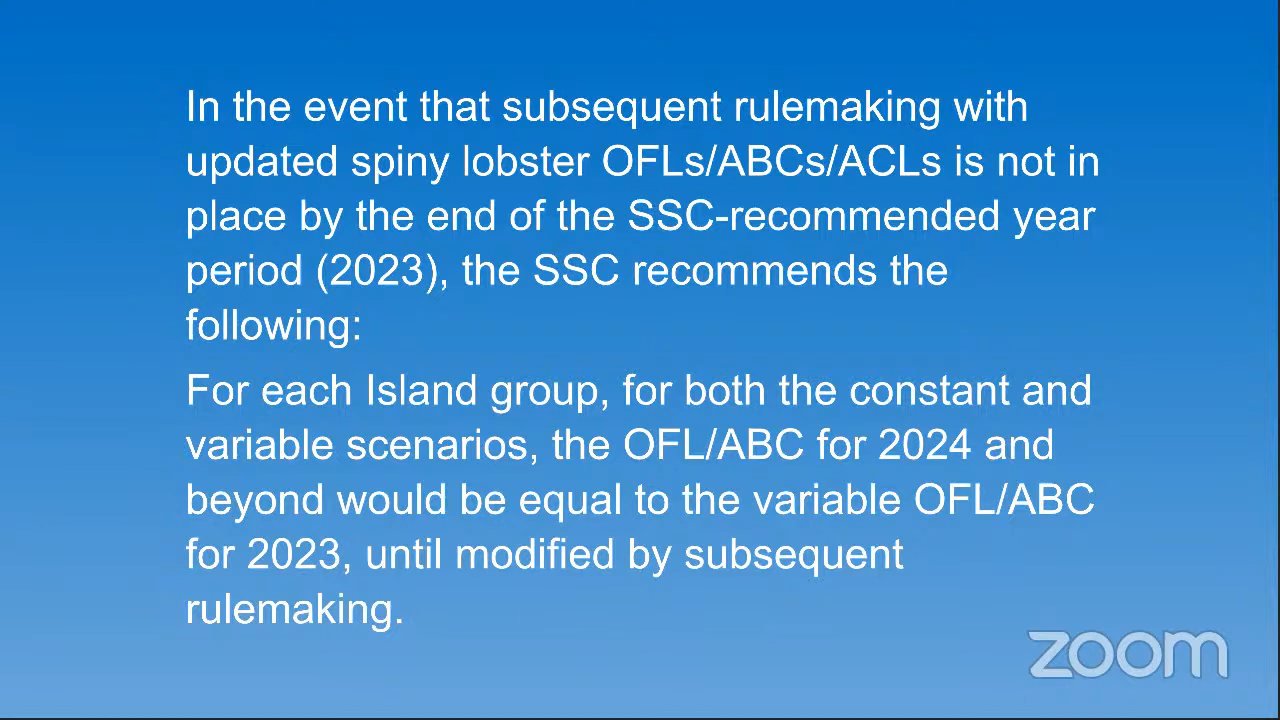 In the event that subsequent rulemaking with
updated spiny lobster OFLs/ABCs/ACLs is not in
place by the end of the SSC-recommended year
period (2023), the SSC recommends the
following:
For each Island group, for both the constant and
variable scenarios, the OFL/ABC for 2024 and
beyond would be equal to the variable OFL/ABC
for 2023, until modified by subsequent
rulemaking.
zoom